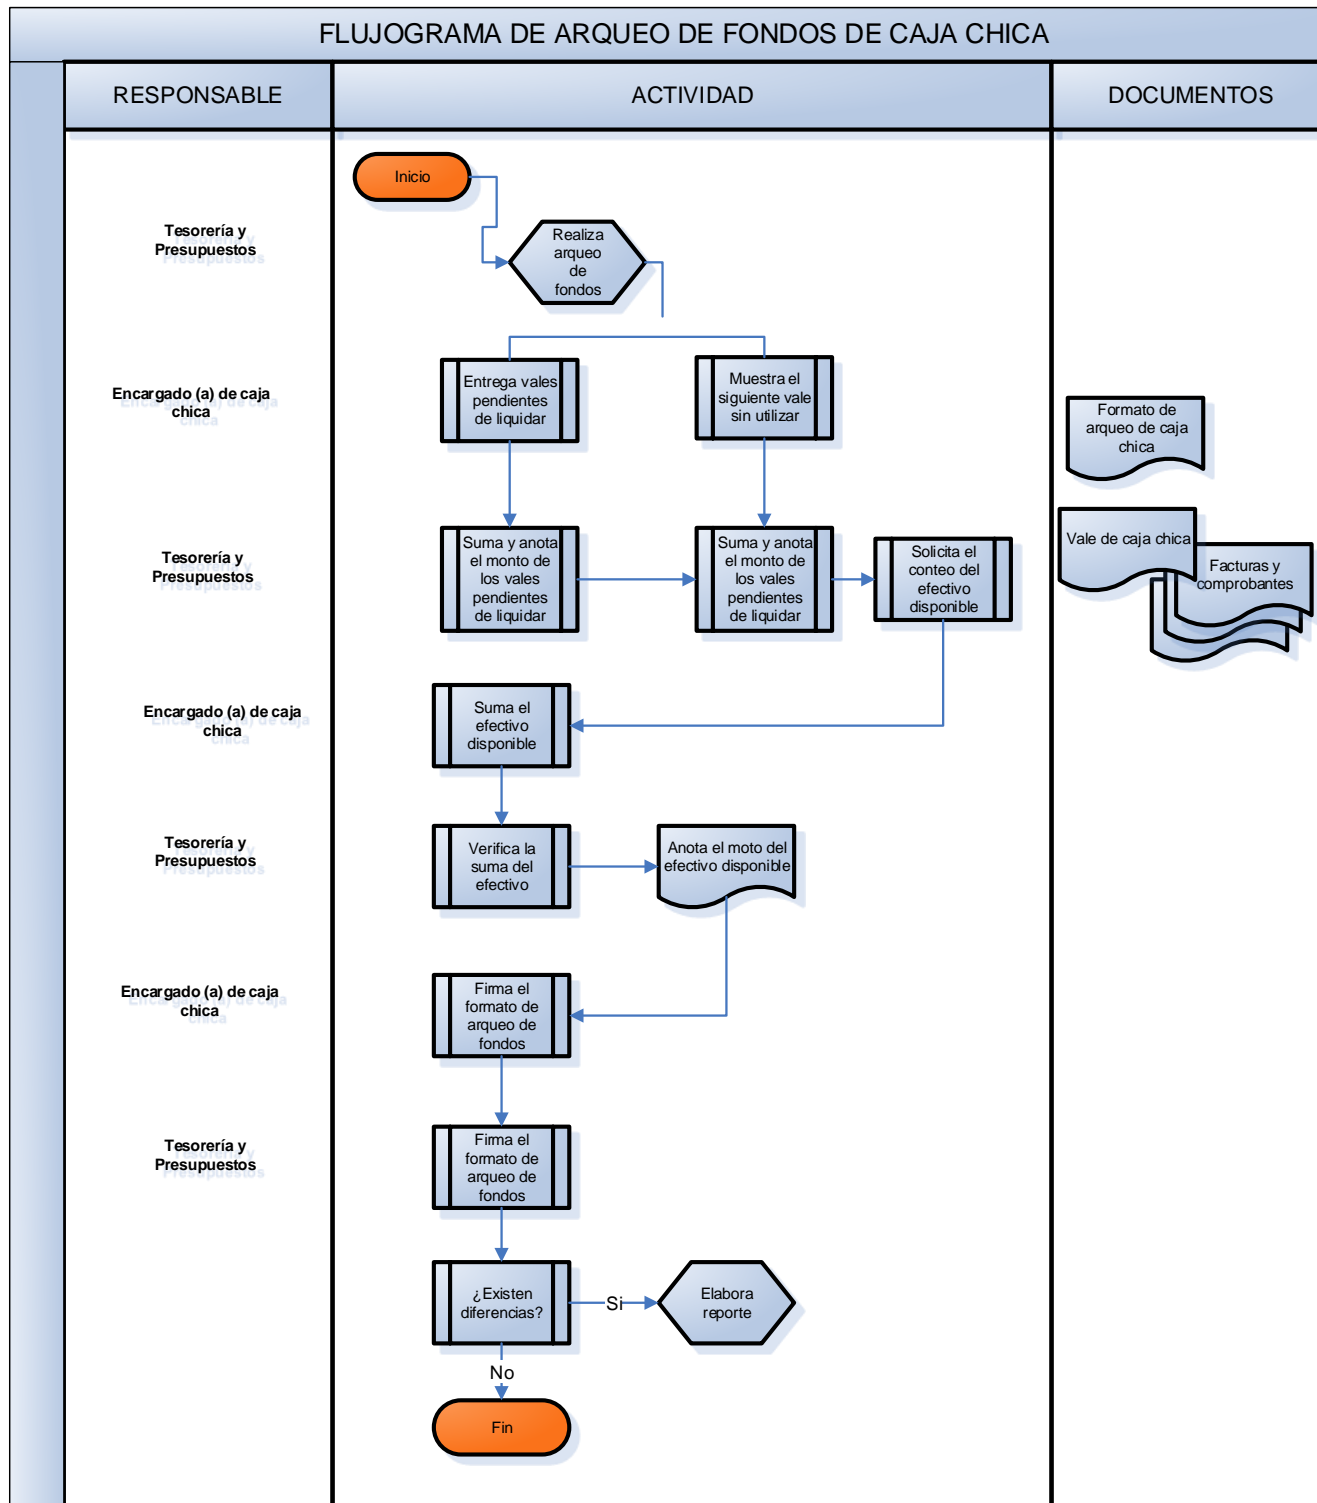 FLUJOGRAMA DE ARQUEO DE FONDOS DE CAJA CHICA
RESPONSABLE
ACTIVIDAD
DOCUMENTOS
Inicio
Tesorería y
Presupuestos
Realiza
arqueo
de
fondos
Encargado (a) de caja
chica
Entrega vales
pendientes
de liquidar
Muestra el
siguiente vale
sin utilizar
Formato de
arqueo de caja
chica
Tesorería y
Presupuestos
Suma y anota
el monto de
los vales
pendientes
de liquidar
Suma y anota
el monto de
los vales
pendientes
de liquidar
Solicita el
conteo del
efectivo
disponible
Vale de caja chica
Facturas y
comprobantes
Encargado (a) de caja
chica
Suma el
efectivo
disponible
Tesorería y
Presupuestos
Verifica la
suma del
efectivo
Anota el moto del
efectivo disponible
Encargado (a) de caja
chica
Firma el
formato de
arqueo de
fondos
Tesorería y
Presupuestos
Firma el
formato de
arqueo de
fondos
¿Existen
diferencias?
Si
Elabora
reporte
No
Fin